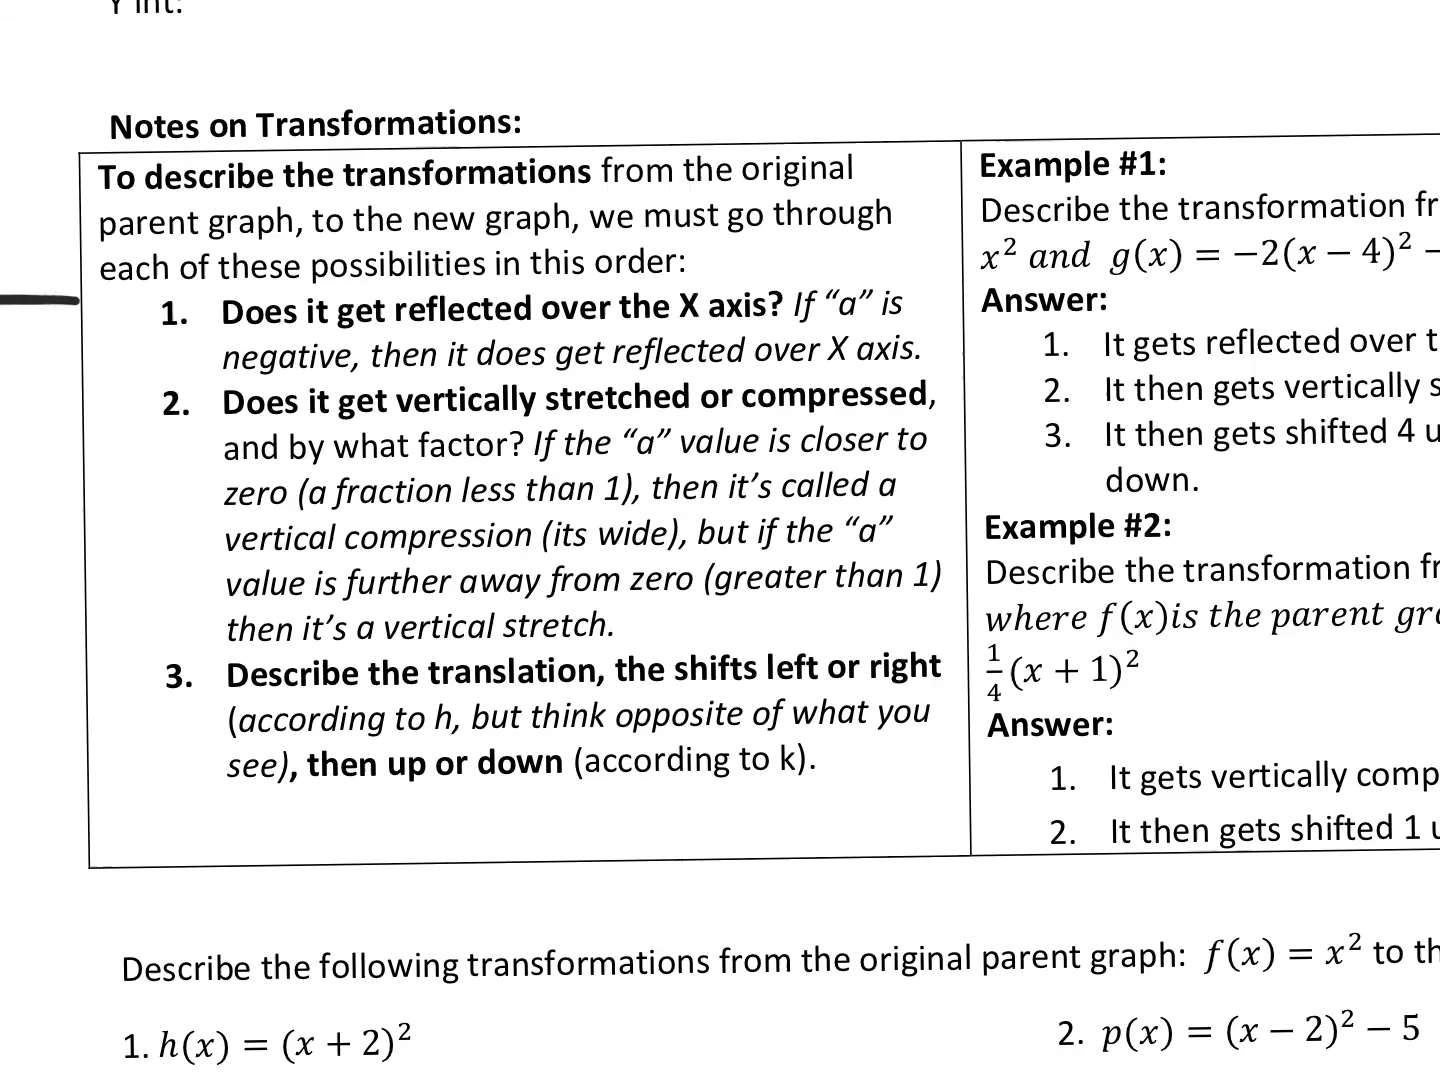 Y int:
Notes on Transformations:
To describe the transformations from the original
parent graph, to the new graph, we must go through
each of these possibilities in this order:
1. Does it get reflected over the X axis? If “a” is
negative, then it does get reflected over X axis.
2. Does it get vertically stretched or compressed,
and by what factor? If the “a” value is closer to
zero (a fraction less than 1), then it’s called a
vertical compression (its wide), but if the “a”
value is further away from zero (greater than 1)
then it’s a vertical stretch.
3. Describe the translation, the shifts left or right
(according to h, but think opposite of what you
see), then up or down (according to k).
Example #1:
Describe the transformation fr
x² and g(x) = −2(x − 4)² −
Answer:
1. It gets reflected over t
2. It then gets vertically s
3. It then gets shifted 4 u
down.
Example #2:
Describe the transformation fr
where f(x)is the parent gra
1/4 (x + 1)²
Answer:
1. It gets vertically comp
2. It then gets shifted 1 u
Describe the following transformations from the original parent graph: f(x) = x² to th
1. h(x) = (x + 2)²
2. p(x) = (x − 2)² − 5